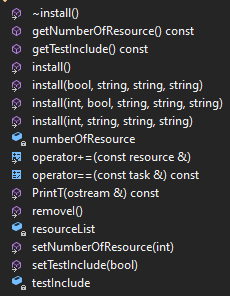 ~install()
getNumberOfResource() const
getTestInclude() const
install()
install(bool, string, string, string)
install(int, bool, string, string, string)
install(int, string, string, string)
numberOfResource
operator+=(const resource &)
operator==(const task &) const
PrintT(ostream &) const
removel()
resourceList
setNumberOfResource(int)
setTestInclude(bool)
testInclude